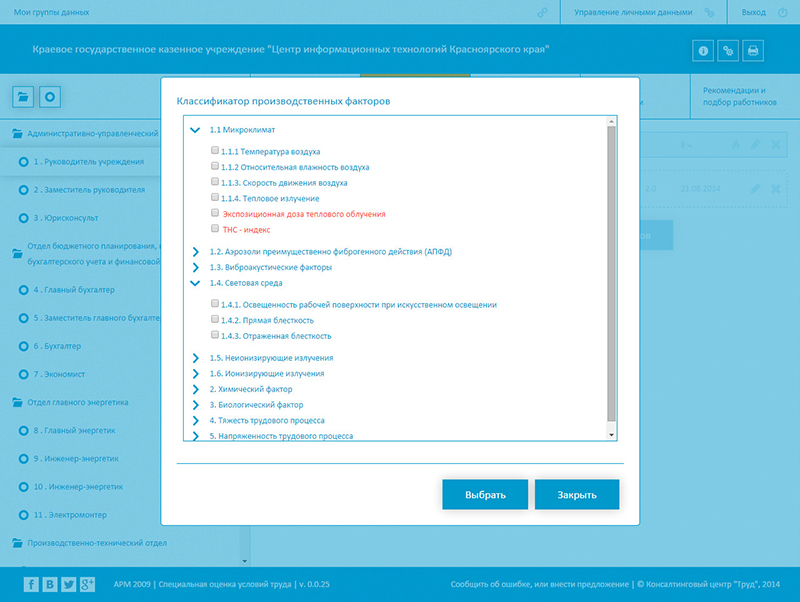 Мои группы данных
Управление личными данными
Выход
Краевое государственное казенное учреждение "Центр информационных технологий Красноярского края"
Рекомендации и
подбор работников
Административно-управленческий
1 . Руководитель учреждения
2 . Заместитель руководителя
3 . Юрисконсульт
Отдел бюджетного планирования,
бухгалтерского учета и финансовой
4 . Главный бухгалтер
5 . Заместитель главного бухгалте
6 . Бухгалтер
7 . Экономист
Отдел главного энергетика
8 . Главный энергетик
9 . Инженер-энергетик
10 . Инженер-энергетик
11 . Электромонтер
Производственно-технический отдел
Классификатор производственных факторов
1.1 Микроклимат
1.1.1 Температура воздуха
1.1.2 Относительная влажность воздуха
1.1.3. Скорость движения воздуха
1.1.4. Тепловое излучение
Экспозиционная доза теплового облучения
ТНС - индекс
1.2. Аэрозоли преимущественно фиброгенного действия (АПФД)
1.3. Виброакустические факторы
1.4. Световая среда
1.4.1. Освещенность рабочей поверхности при искусственном освещении
1.4.2. Прямая блесткость
1.4.3. Отраженная блесткость
1.5. Неионизирующие излучения
1.6. Ионизирующие излучения
2. Химический фактор
3. Биологический фактор
4. Тяжесть трудового процесса
5. Напряженность трудового процесса
Выбрать
Закрыть
2.0
21.08.2014
АРМ 2009 | Специальная оценка условий труда | v. 0.0.25
Сообщить об ошибке, или внести предложение | © Консалтинговый центр "Труд", 2014